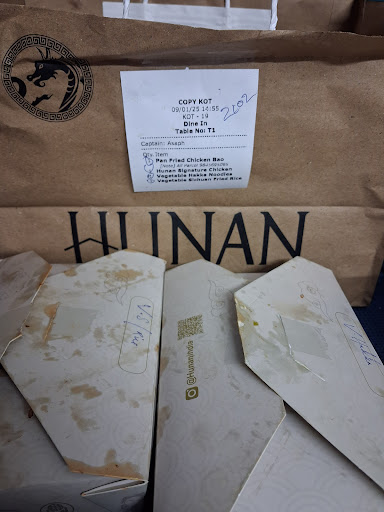 COPY KOT
09/01/25 14:55
KOT - 19
Dine In
Table No: T1
2102
Captain: Asaph
Qty Item
Pan Fried Chicken Bao
Hunan Signature Chicken
Vegetable Hakka Noodles
Vegetable Sichuan Fried Rice
HUNAN
@Hunanindia